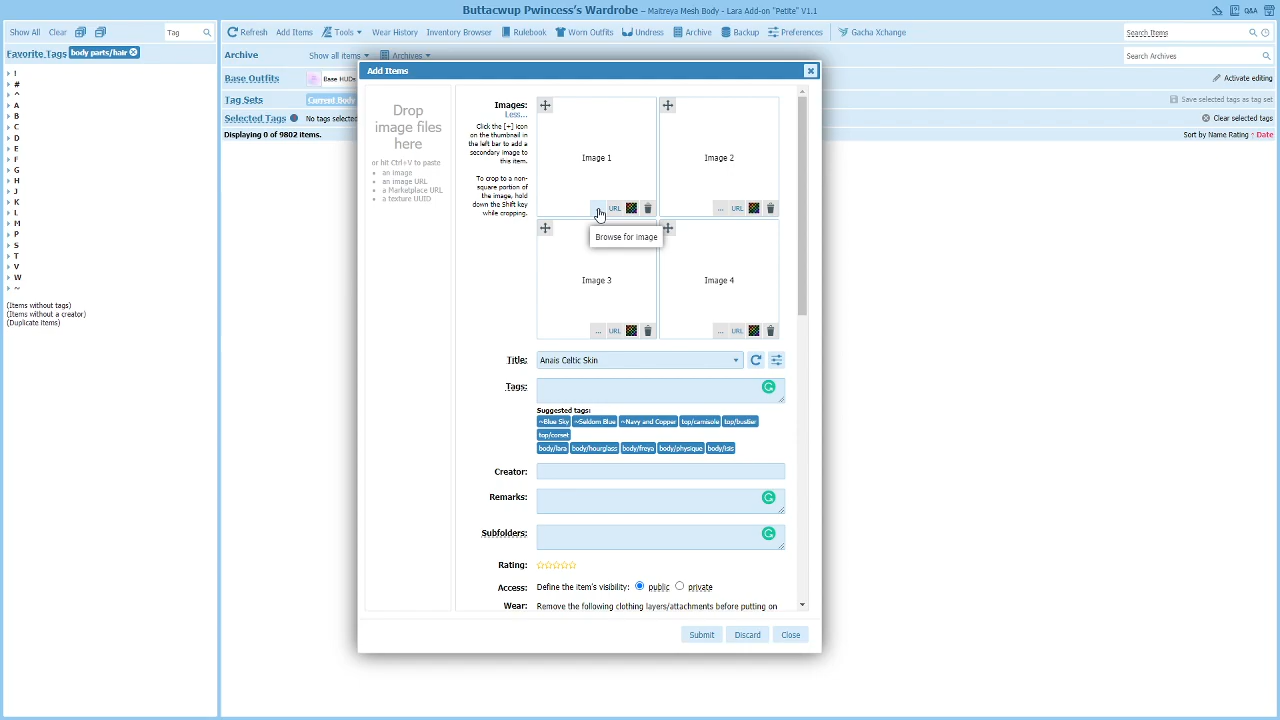 Buttacwup Pwincess's Wardrobe – Maitreya Mesh Body - Lara Add-on "Petite" V1.1
Show All Clear Tag
Refresh Add Items Tools Wear History Inventory Browser Rulebook Worn Outfits Undress Archive Backup Preferences Gacha Xchange Search Items
Q&A
Favorite Tags body parts/hair
Archive Show all items Archives Search Archives
Base Outfits Base HUDs Activate editing
Tag Sets Current Body Save selected tags as tag set
Selected Tags No tags selected Clear selected tags
Displaying 0 of 9802 items. Sort by Name Rating ↑ Date
!
#
^
A
B
C
D
E
F
G
H
J
K
L
M
P
S
T
V
W
~
(Items without tags)
(Items without a creator)
(Duplicate items)
Add Items
Drop
image files
here
or hit Ctrl+V to paste
an image
an image URL
a Marketplace URL
a texture UUID
Images:
Less...
Click the [+] icon
on the thumbnail in
the left bar to add a
secondary image to
this item.
To crop to a non-
square portion of
the image, hold
down the Shift key
while cropping.
Image 1
URL
Image 2
... URL
Browse for image
Image 3
... URL
Image 4
... URL
Title: Anais Celtic Skin
Tags:
Suggested tags:
~Blue Sky ~Seldom Blue ~Navy and Copper top/camisole top/bustier
top/corset
body/lara body/hourglass body/freya body/physique body/isis
Creator:
Remarks:
Subfolders:
Rating:
Access: Define the item's visibility: public private
Wear: Remove the following clothing layers/attachments before putting on
Submit Discard Close